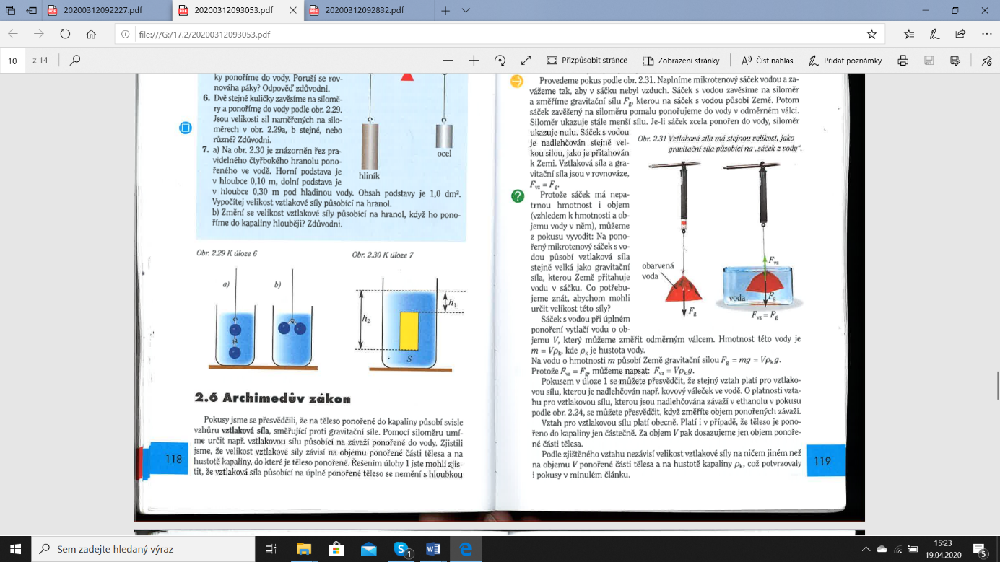 20200312092227.pdf
20200312093053.pdf
20200312092832.pdf
file:///G:/17.2/20200312093053.pdf
10
z 14
Přizpůsobit stránce
Zobrazení stránky
Číst nahlas
Přidat poznámky
ky ponoříme do vody. Poruší se rov-
nováha páky? Odpověď zdůvodni.
6. Dvě stejné kuličky zavěsíme na silomě-
ry a ponoříme do vody podle obr. 2.29.
Jsou velikosti sil naměřených na silo-
měrech v obr. 2.29a, b stejné, nebo
různé? Zdůvodni.
7. a) Na obr. 2.30 je znázorněn řez pra-
videlného čtyřbokého hranolu pono-
řeného ve vodě. Horní podstava je
v hloubce 0,10 m, dolní podstava je
v hloubce 0,30 m pod hladinou vody. Obsah podstavy je 1,0 dm².
Vypočítej velikost vztlakové síly působící na hranol.
b) Změní se velikost vztlakové síly působící na hranol, když ho pono-
říme do kapaliny hlouběji? Zdůvodni.
hliník
ocel
Obr. 2.29 K úloze 6
Obr. 2.30 K úloze 7
a)
b)
h₂
h₁
S
2.6 Archimedův zákon
Pokusy jsme se přesvědčili, že na těleso ponořené do kapaliny působí svisle
vzhůru vztlaková síla, směřující proti gravitační síle. Pomocí siloměru umí-
me určit např. vztlakovou sílu působící na závaží ponořené do vody. Zjistili
jsme, že velikost vztlakové síly závisí na objemu ponořené části tělesa a na
hustotě kapaliny, do které je těleso ponořené. Řešením úlohy 1 jste mohli zjis-
tit, že vztlaková síla působící na úplně ponořené těleso se nemění s hloubkou
118
Provedeme pokus podle obr. 2.31. Naplníme mikrotenový sáček vodou a za-
vážeme tak, aby v sáčku nebyl vzduch. Sáček s vodou zavěsíme na siloměr
a změříme gravitační sílu Fg, kterou na sáček s vodou působí Země. Potom
sáček zavěšený na siloměru pomalu ponořujeme do vody v odměrném válci.
Siloměr ukazuje stále menší sílu. Je-li sáček zcela ponořen do vody, siloměr
ukazuje nulu. Sáček s vodou
je nadlehčován stejně vel-
kou silou, jako je přitahován
k Zemi. Vztlaková síla a gra-
vitační síla jsou v rovnováze,
Fvz = Fg.
Protože sáček má nepa-
trnou hmotnost i objem
(vzhledem k hmotnosti a ob-
jemu vody v něm), můžeme
z pokusu vyvodit: Na pono-
řený mikrotenový sáček s vo-
dou působí vztlaková síla
stejně velká jako gravitační
síla, kterou Země přitahuje
vodu v sáčku. Co potřebu-
jeme znát, abychom mohli
určit velikost této síly?
Sáček s vodou při úplném
ponoření vytlačí vodu o ob-
jemu V, který můžeme změřit odměrným válcem. Hmotnost této vody je
m = Vρk, kde ρk je hustota vody.
Na vodu o hmotnosti m působí Země gravitační silou Fg = mg = Vρkg.
Protože Fvz = Fg, můžeme napsat: Fvz = Vρkg.
Pokusem v úloze 1 se můžete přesvědčit, že stejný vztah platí pro vztlako-
vou sílu, kterou je nadlehčován např. kovový váleček ve vodě. O platnosti vzta-
hu pro vztlakovou sílu, kterou jsou nadlehčována závaží v ethanolu v pokusu
podle obr. 2.24, se můžete přesvědčit, když změříte objem ponořených závaží.
Vztah pro vztlakovou sílu platí obecně. Platí i v případě, že těleso je pono-
řeno do kapaliny jen částečně. Za objem V pak dosazujeme jen objem ponoře-
né části tělesa.
Podle zjištěného vztahu nezávisí velikost vztlakové síly na ničem jiném než
na objemu V ponořené části tělesa a na hustotě kapaliny ρk, což potvrzovaly
i pokusy v minulém článku.
Obr. 2.31 Vztlaková síla má stejnou velikost, jako
gravitační síla působící na „sáček z vody“.
obarvená
voda
Fg
Fvz
voda
Fg
Fvz = Fg
119
Sem zadejte hledaný výraz
1
15:23
19.04.2020
5